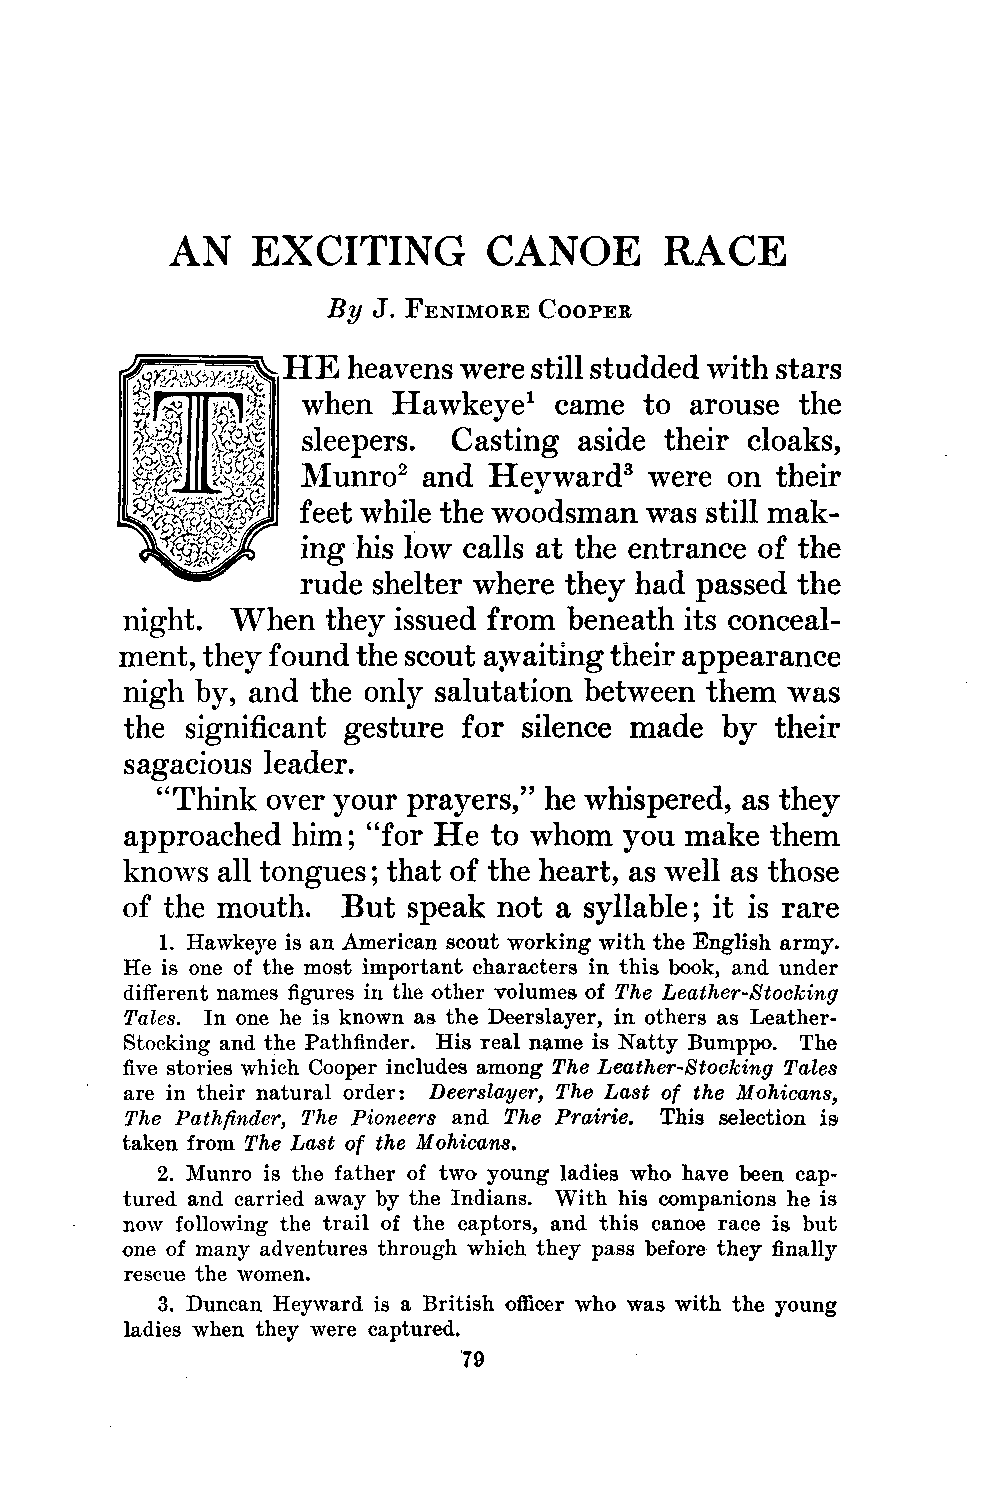 AN EXCITING CANOE RACE
By J. FENIMORE COOPER
THE heavens were still studded with stars
when Hawkeye¹ came to arouse the
sleepers. Casting aside their cloaks,
Munro² and Heyward³ were on their
feet while the woodsman was still mak-
ing his low calls at the entrance of the
rude shelter where they had passed the
night. When they issued from beneath its conceal-
ment, they found the scout awaiting their appearance
nigh by, and the only salutation between them was
the significant gesture for silence made by their
sagacious leader.
“Think over your prayers,” he whispered, as they
approached him; “for He to whom you make them
knows all tongues; that of the heart, as well as those
of the mouth. But speak not a syllable; it is rare
1. Hawkeye is an American scout working with the English army.
He is one of the most important characters in this book, and under
different names figures in the other volumes of The Leather-Stocking
Tales. In one he is known as the Deerslayer, in others as Leather-
Stocking and the Pathfinder. His real name is Natty Bumppo. The
five stories which Cooper includes among The Leather-Stocking Tales
are in their natural order: Deerslayer, The Last of the Mohicans,
The Pathfinder, The Pioneers and The Prairie. This selection is
taken from The Last of the Mohicans.
2. Munro is the father of two young ladies who have been cap-
tured and carried away by the Indians. With his companions he is
now following the trail of the captors, and this canoe race is but
one of many adventures through which they pass before they finally
rescue the women.
3. Duncan Heyward is a British officer who was with the young
ladies when they were captured.
79